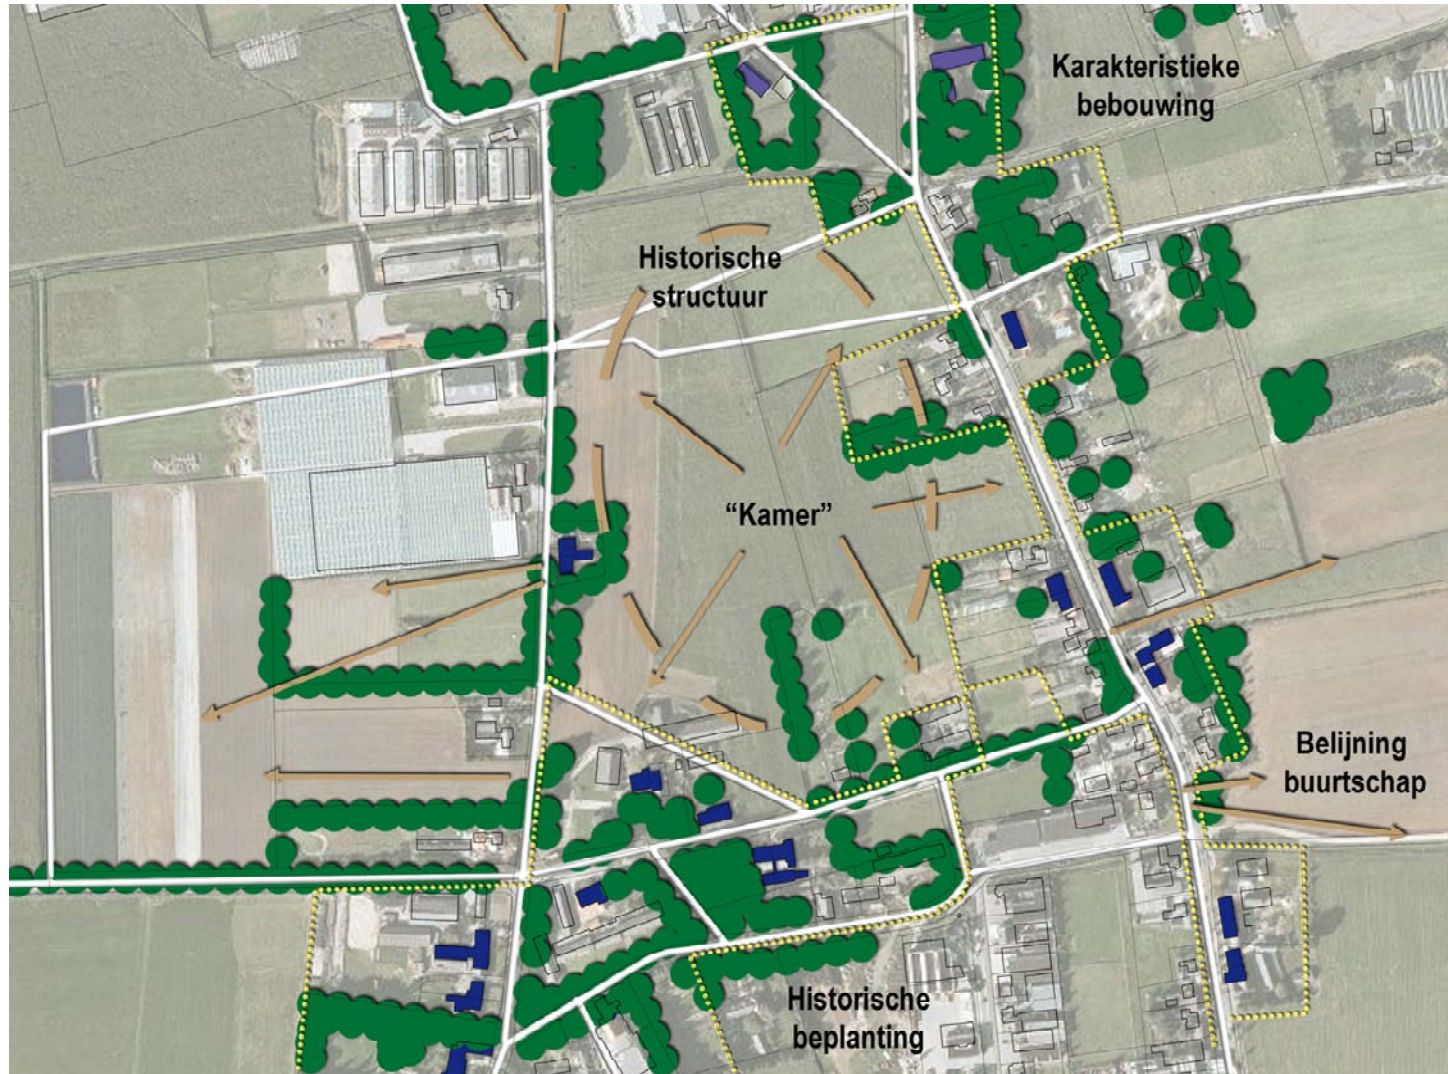 Karakteristieke
bebouwing
Historische
structuur
“Kamer”
Belijning
buurtschap
Historische
beplanting